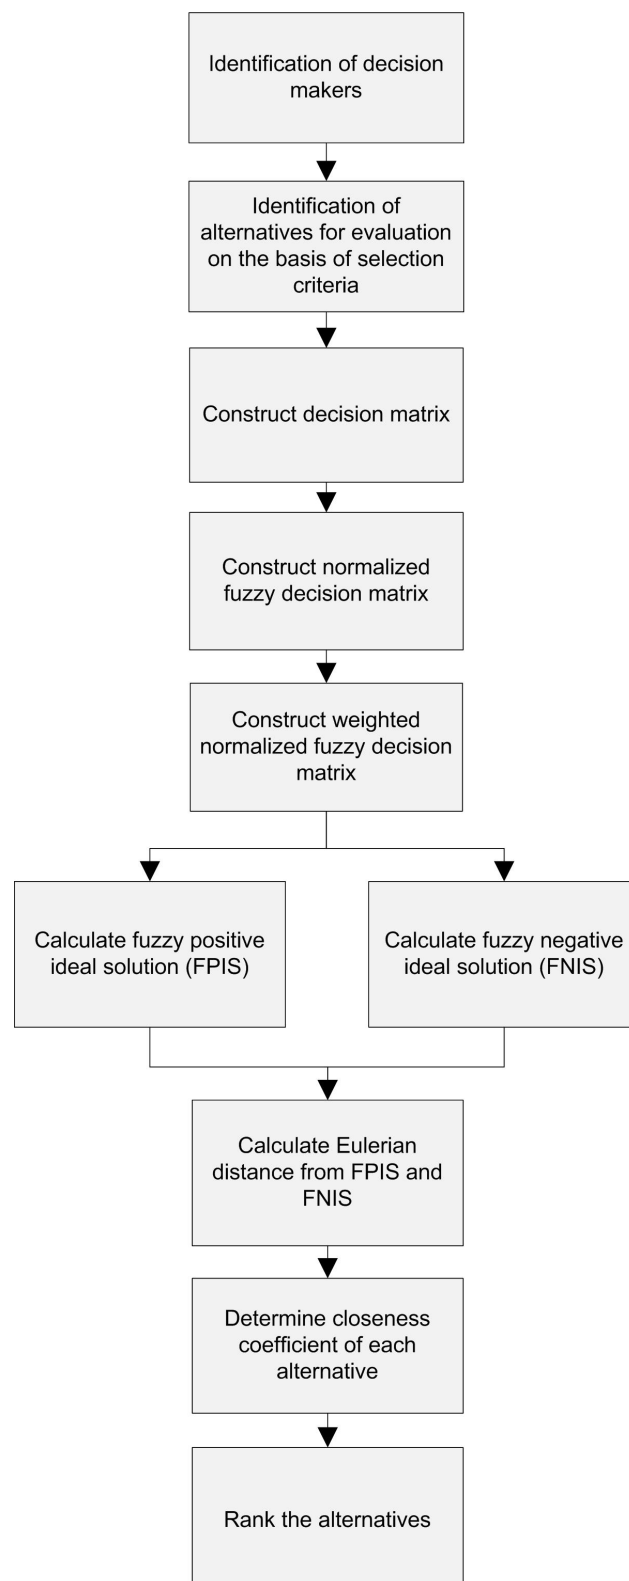 Identification of decision
makers
Identification of
alternatives for evaluation
on the basis of selection
criteria
Construct decision matrix
Construct normalized
fuzzy decision matrix
Construct weighted
normalized fuzzy decision
matrix
Calculate fuzzy positive
ideal solution (FPIS)
Calculate fuzzy negative
ideal solution (FNIS)
Calculate Eulerian
distance from FPIS and
FNIS
Determine closeness
coefficient of each
alternative
Rank the alternatives